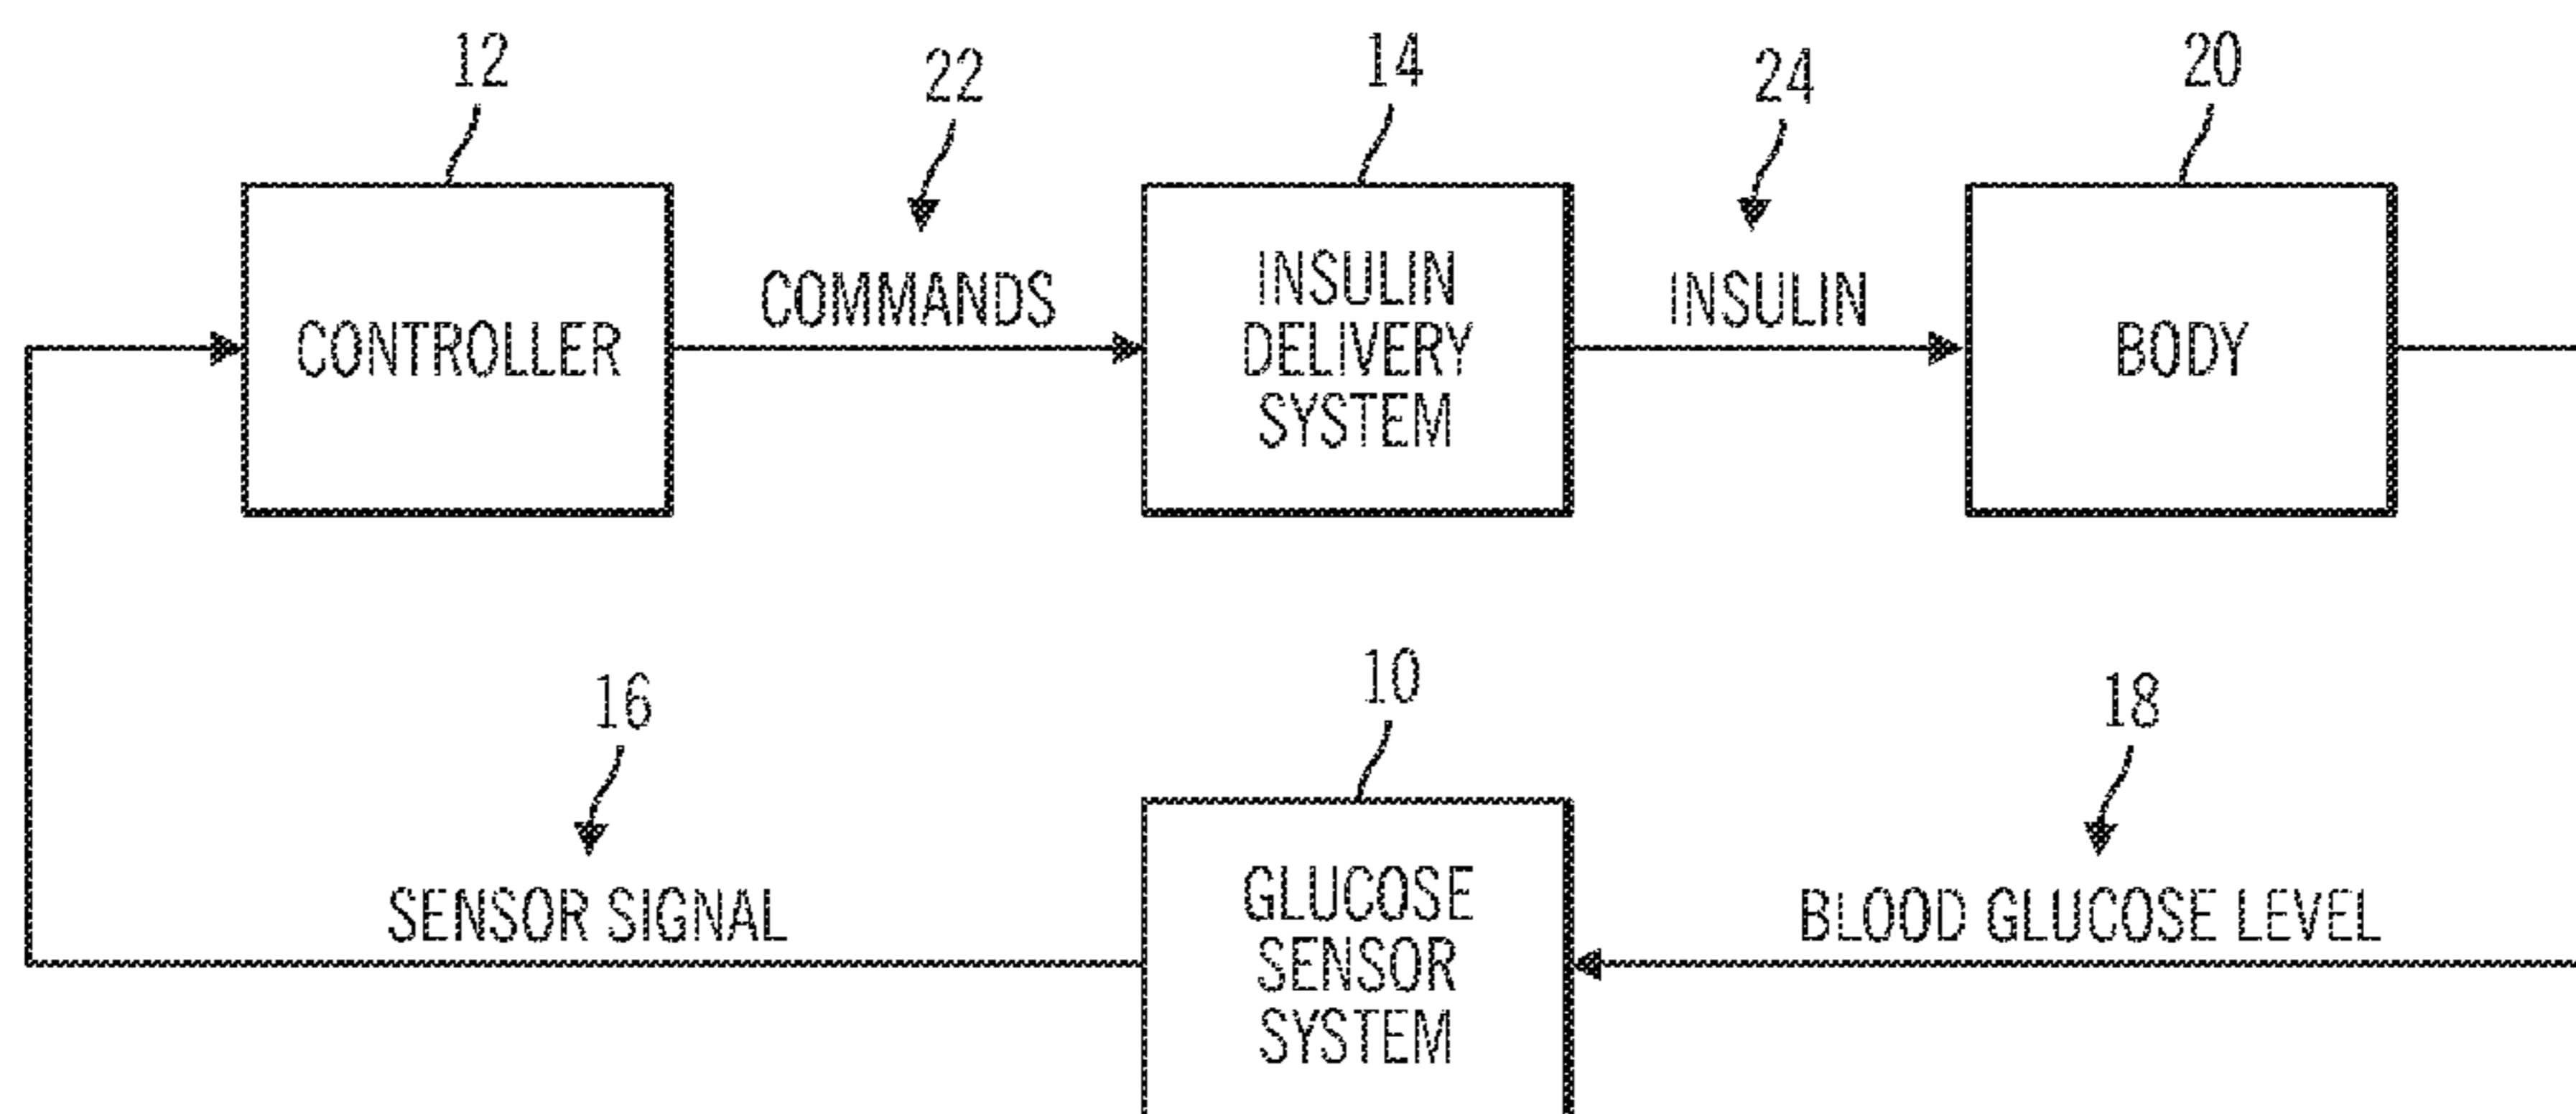 12
22
14
24
20
CONTROLLER
COMMANDS
INSULIN
DELIVERY
SYSTEM
INSULIN
BODY
16
10
18
SENSOR SIGNAL
GLUCOSE
SENSOR
SYSTEM
BLOOD GLUCOSE LEVEL